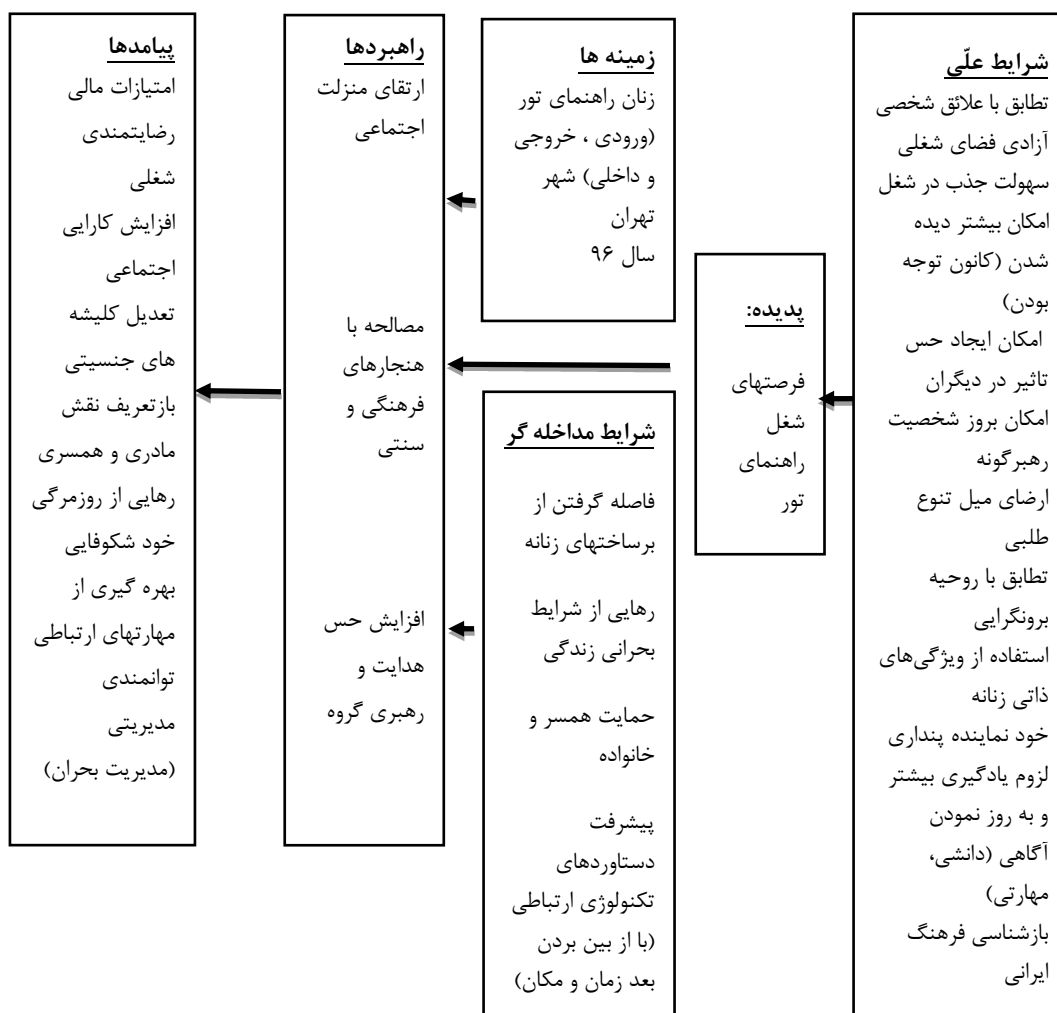 شرایط علّی
تطابق با علائق شخصی
آزادی فضای شغلی
سهولت جذب در شغل
امکان بیشتر دیده
شدن (کانون توجه
بودن)
امکان ایجاد حس
تاثیر در دیگران
امکان بروز شخصیت
رهبرگونه
ارضای میل تنوع
طلبی
تطابق با روحیه
برونگرایی
استفاده از ویژگی‌های
ذاتی زنانه
خود نماینده پنداری
لزوم یادگیری بیشتر
و به روز نمودن
آگاهی (دانشی،
مهارتی)
بازشناسی فرهنگ
ایرانی
پدیده:
فرصتهای
شغل
راهنمای
تور
زمینه ها
زنان راهنمای تور
(ورودی ، خروجی
و داخلی) شهر
تهران
سال ۹۶
شرایط مداخله گر
فاصله گرفتن از
برساختهای زنانه
رهایی از شرایط
بحرانی زندگی
حمایت همسر و
خانواده
پیشرفت
دستاوردهای
تکنولوژی ارتباطی
(با از بین بردن
بعد زمان و مکان)
راهبردها
ارتقای منزلت
اجتماعی
مصالحه با
هنجارهای
فرهنگی و
سنتی
افزایش حس
هدایت و
رهبری گروه
پیامدها
امتیازات مالی
رضایتمندی
شغلی
افزایش کارایی
اجتماعی
تعدیل کلیشه
های جنسیتی
بازتعریف نقش
مادری و همسری
رهایی از روزمرگی
خود شکوفایی
بهره گیری از
مهارتهای ارتباطی
توانمندی
مدیریتی
(مدیریت بحران)